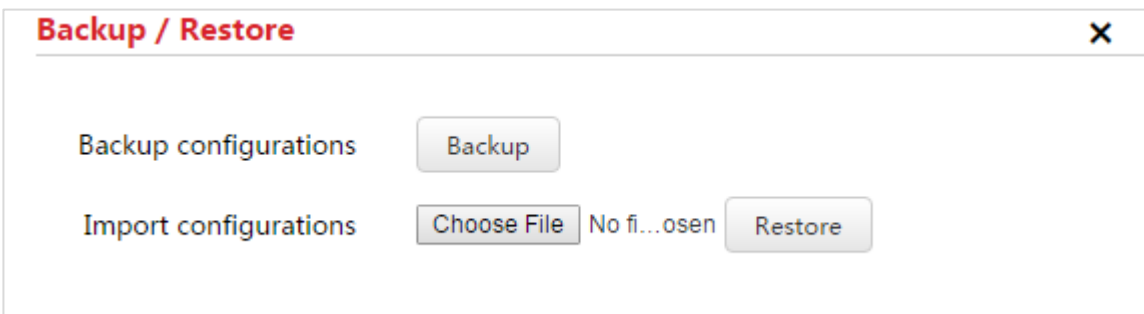 Backup / Restore
Backup configurations Backup
Import configurations Choose File No fi...osen Restore